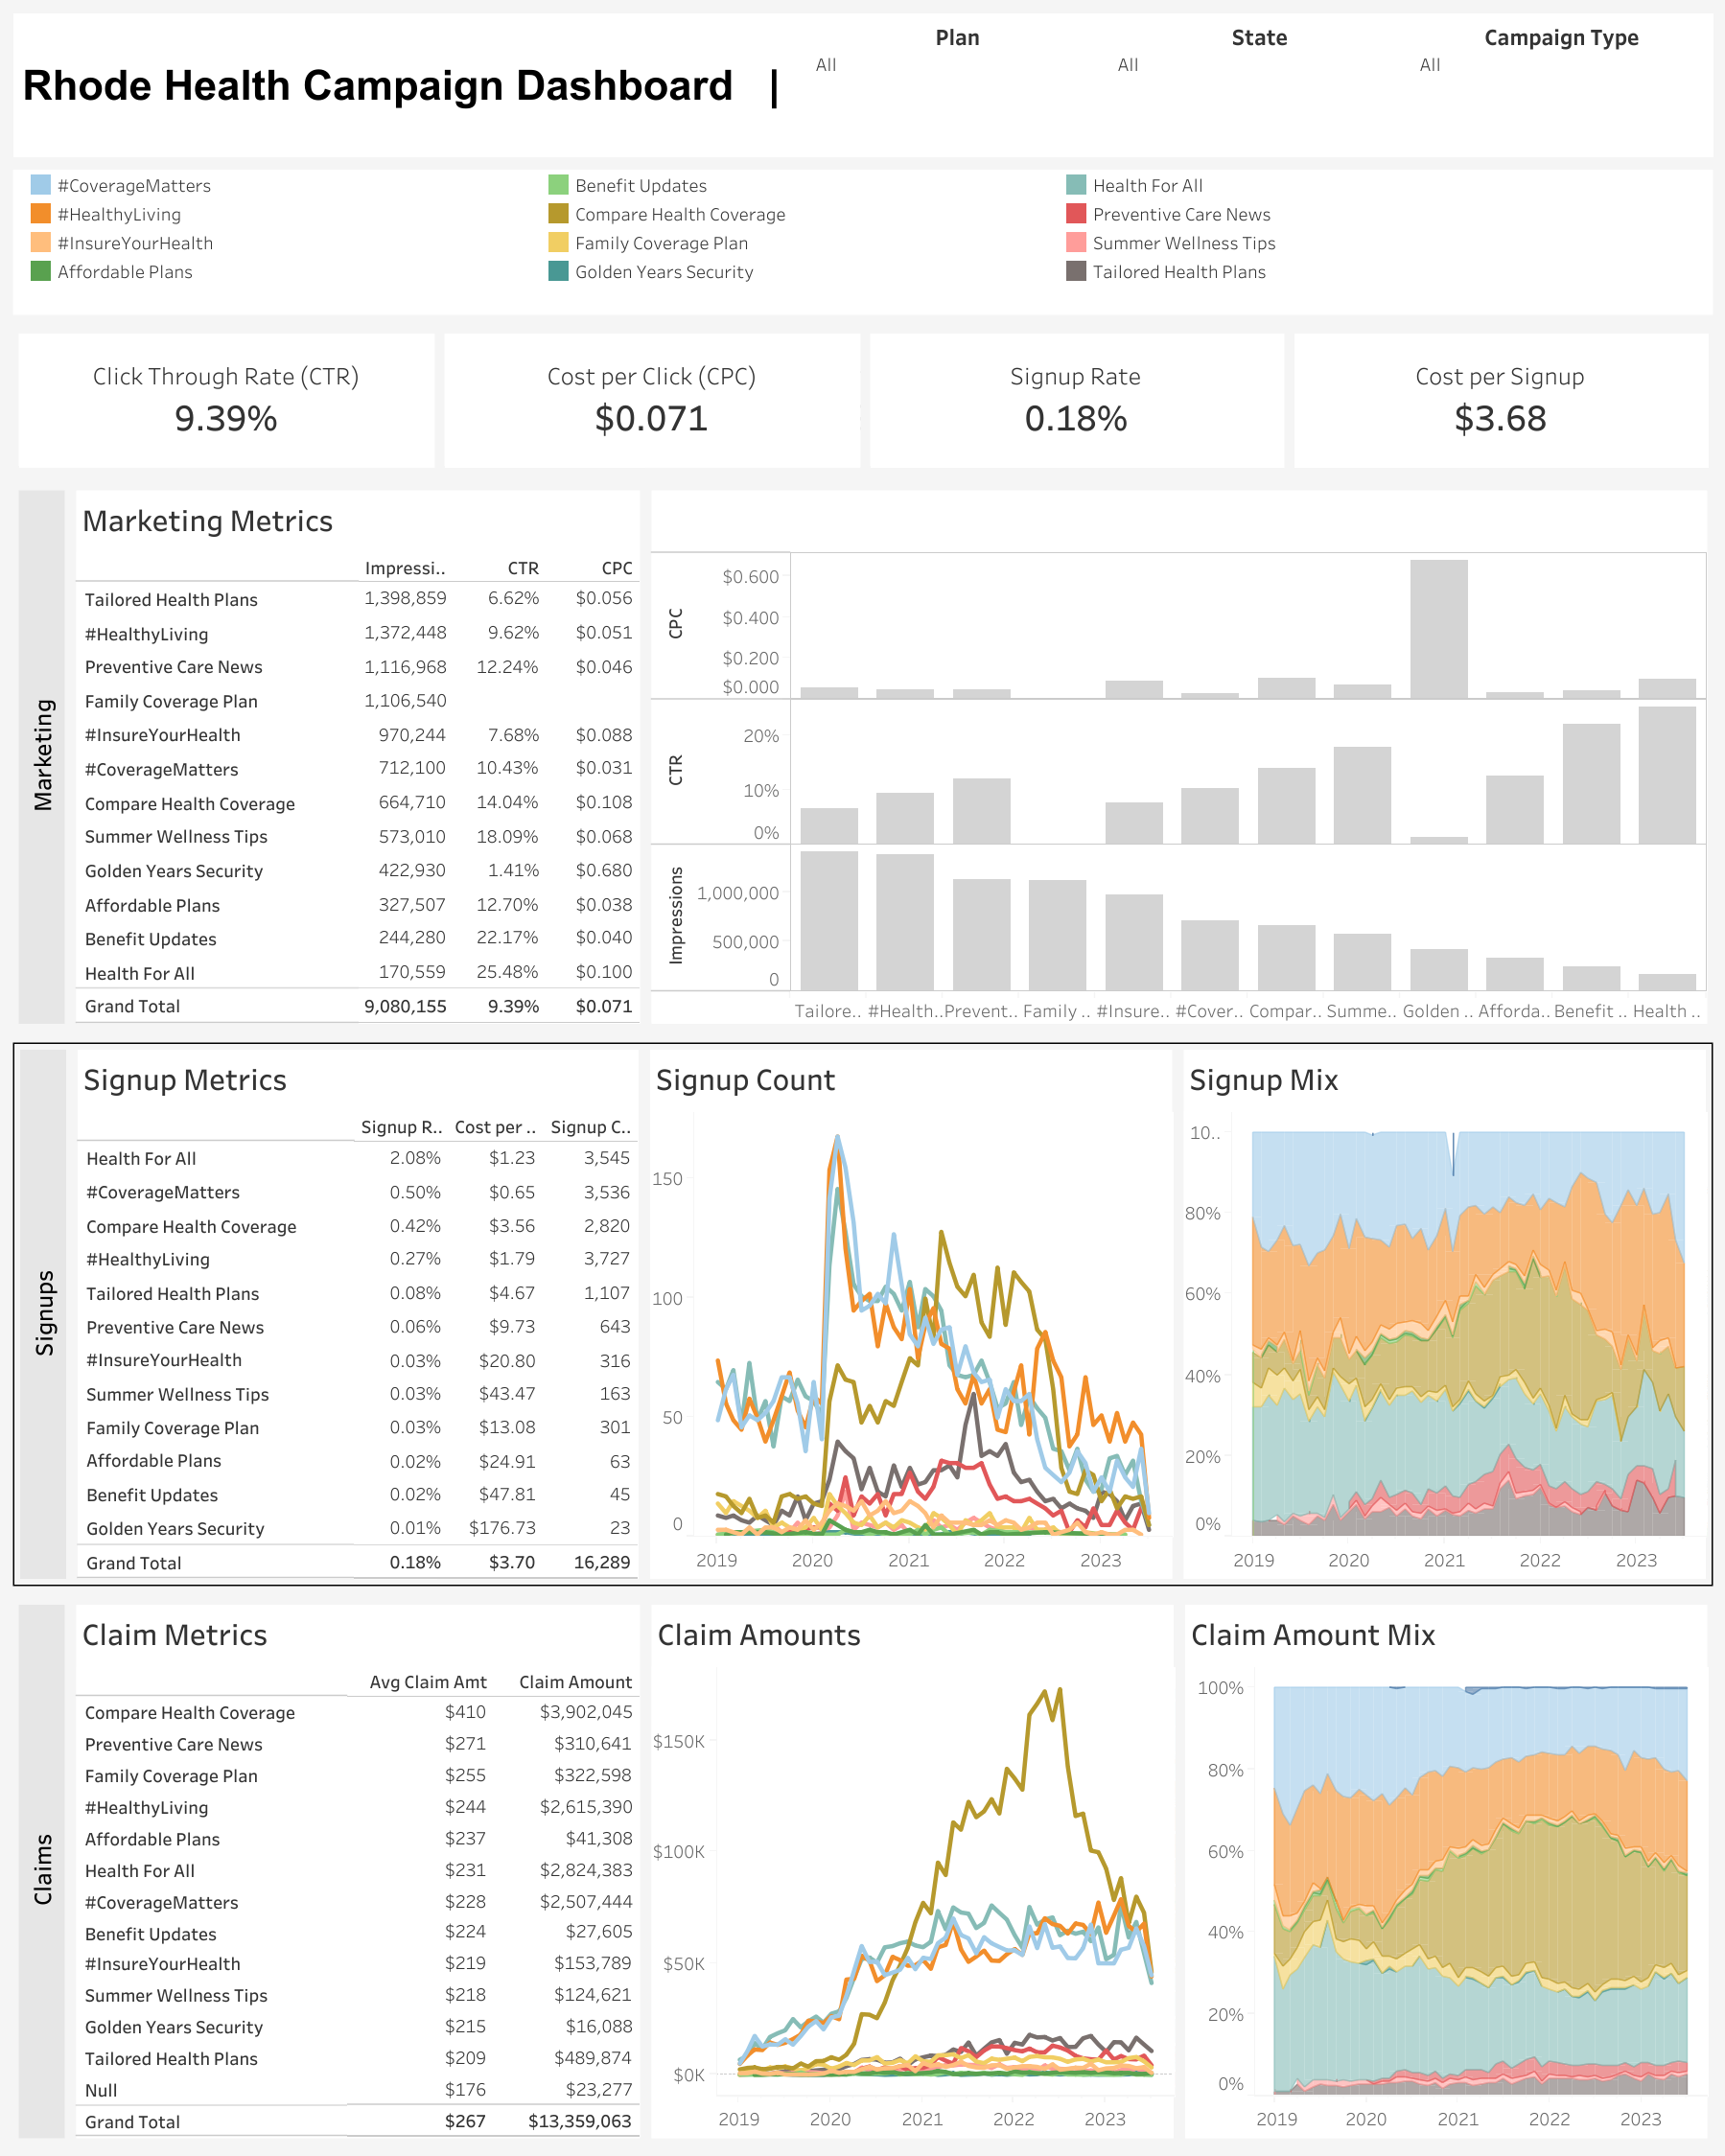 Plan State Campaign Type
All All All
Rhode Health Campaign Dashboard |
#CoverageMatters Benefit Updates Health For All
#HealthyLiving Compare Health Coverage Preventive Care News
#InsureYourHealth Family Coverage Plan Summer Wellness Tips
Affordable Plans Golden Years Security Tailored Health Plans
Click Through Rate (CTR) Cost per Click (CPC) Signup Rate Cost per Signup
9.39% $0.071 0.18% $3.68
Marketing
Marketing Metrics
Impressi.. CTR CPC
Tailored Health Plans 1,398,859 6.62% $0.056
#HealthyLiving 1,372,448 9.62% $0.051
Preventive Care News 1,116,968 12.24% $0.046
Family Coverage Plan 1,106,540
#InsureYourHealth 970,244 7.68% $0.088
#CoverageMatters 712,100 10.43% $0.031
Compare Health Coverage 664,710 14.04% $0.108
Summer Wellness Tips 573,010 18.09% $0.068
Golden Years Security 422,930 1.41% $0.680
Affordable Plans 327,507 12.70% $0.038
Benefit Updates 244,280 22.17% $0.040
Health For All 170,559 25.48% $0.100
Grand Total 9,080,155 9.39% $0.071
CPC
$0.600
$0.400
$0.200
$0.000
CTR
20%
10%
0%
Impressions
1,000,000
500,000
0
Tailore.. #Health.. Prevent.. Family .. #Insure.. #Cover.. Compar.. Summe.. Golden .. Afforda.. Benefit .. Health ..
Signups
Signup Metrics
Signup R.. Cost per .. Signup C..
Health For All 2.08% $1.23 3,545
#CoverageMatters 0.50% $0.65 3,536
Compare Health Coverage 0.42% $3.56 2,820
#HealthyLiving 0.27% $1.79 3,727
Tailored Health Plans 0.08% $4.67 1,107
Preventive Care News 0.06% $9.73 643
#InsureYourHealth 0.03% $20.80 316
Summer Wellness Tips 0.03% $43.47 163
Family Coverage Plan 0.03% $13.08 301
Affordable Plans 0.02% $24.91 63
Benefit Updates 0.02% $47.81 45
Golden Years Security 0.01% $176.73 23
Grand Total 0.18% $3.70 16,289
Signup Count
150
100
50
0
2019 2020 2021 2022 2023
Signup Mix
10..
80%
60%
40%
20%
0%
2019 2020 2021 2022 2023
Claims
Claim Metrics
Avg Claim Amt Claim Amount
Compare Health Coverage $410 $3,902,045
Preventive Care News $271 $310,641
Family Coverage Plan $255 $322,598
#HealthyLiving $244 $2,615,390
Affordable Plans $237 $41,308
Health For All $231 $2,824,383
#CoverageMatters $228 $2,507,444
Benefit Updates $224 $27,605
#InsureYourHealth $219 $153,789
Summer Wellness Tips $218 $124,621
Golden Years Security $215 $16,088
Tailored Health Plans $209 $489,874
Null $176 $23,277
Grand Total $267 $13,359,063
Claim Amounts
$150K
$100K
$50K
$0K
2019 2020 2021 2022 2023
Claim Amount Mix
100%
80%
60%
40%
20%
0%
2019 2020 2021 2022 2023